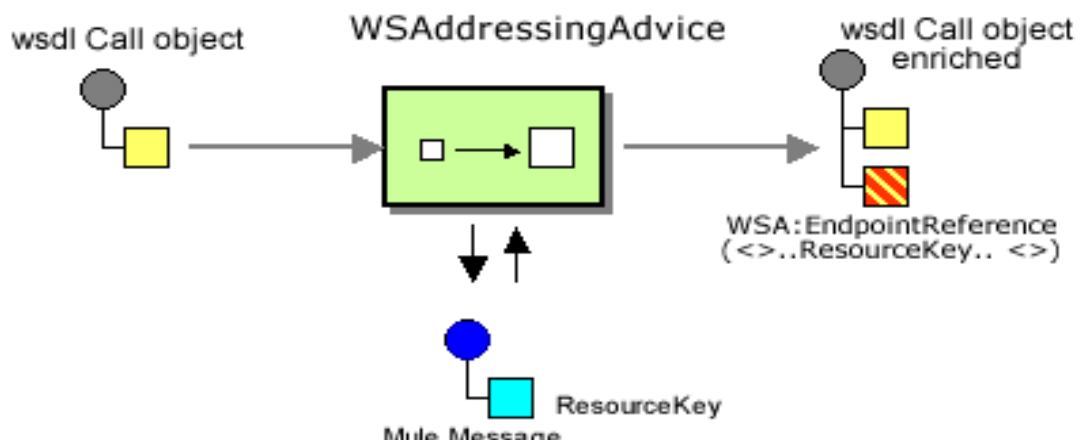 wsdl Call object
WSAddressingAdvice
wsdl Call object
enriched
WSA:EndpointReference
(<>..ResourceKey.. <>)
ResourceKey
Mule Message